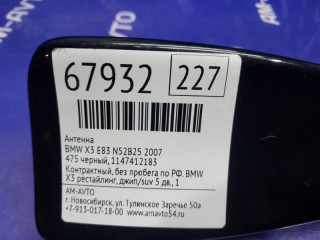 67932 227
Антенна
BMW X3 E83 N52B25 2007
475 черный, 1147412183
Контрактный, без пробега по РФ. BMW
X3 рестайлинг, джип/suv 5 дв., 1
AM-АВТО
г. Новосибирск, ул. Тулинское Заречье 50а
+7-913-017-18-00 www.amavto54.ru